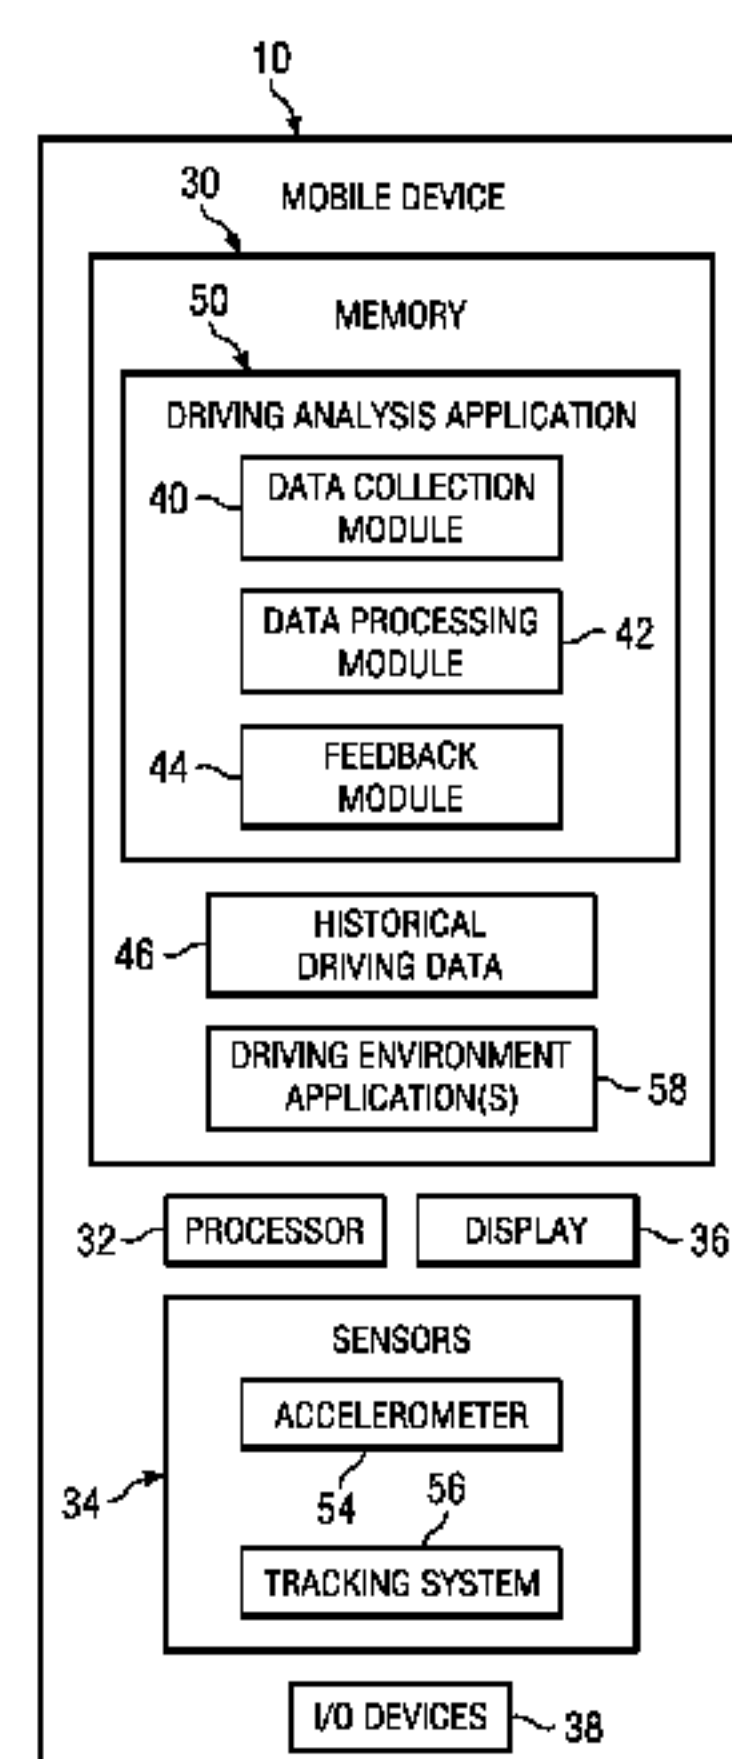 10
MOBILE DEVICE
30
MEMORY
50
DRIVING ANALYSIS APPLICATION
40
DATA COLLECTION
MODULE
DATA PROCESSING
MODULE
42
44
FEEDBACK
MODULE
46
HISTORICAL
DRIVING DATA
DRIVING ENVIRONMENT
APPLICATION(S)
58
32
PROCESSOR
DISPLAY
36
SENSORS
ACCELEROMETER
34
54
56
TRACKING SYSTEM
I/O DEVICES
38